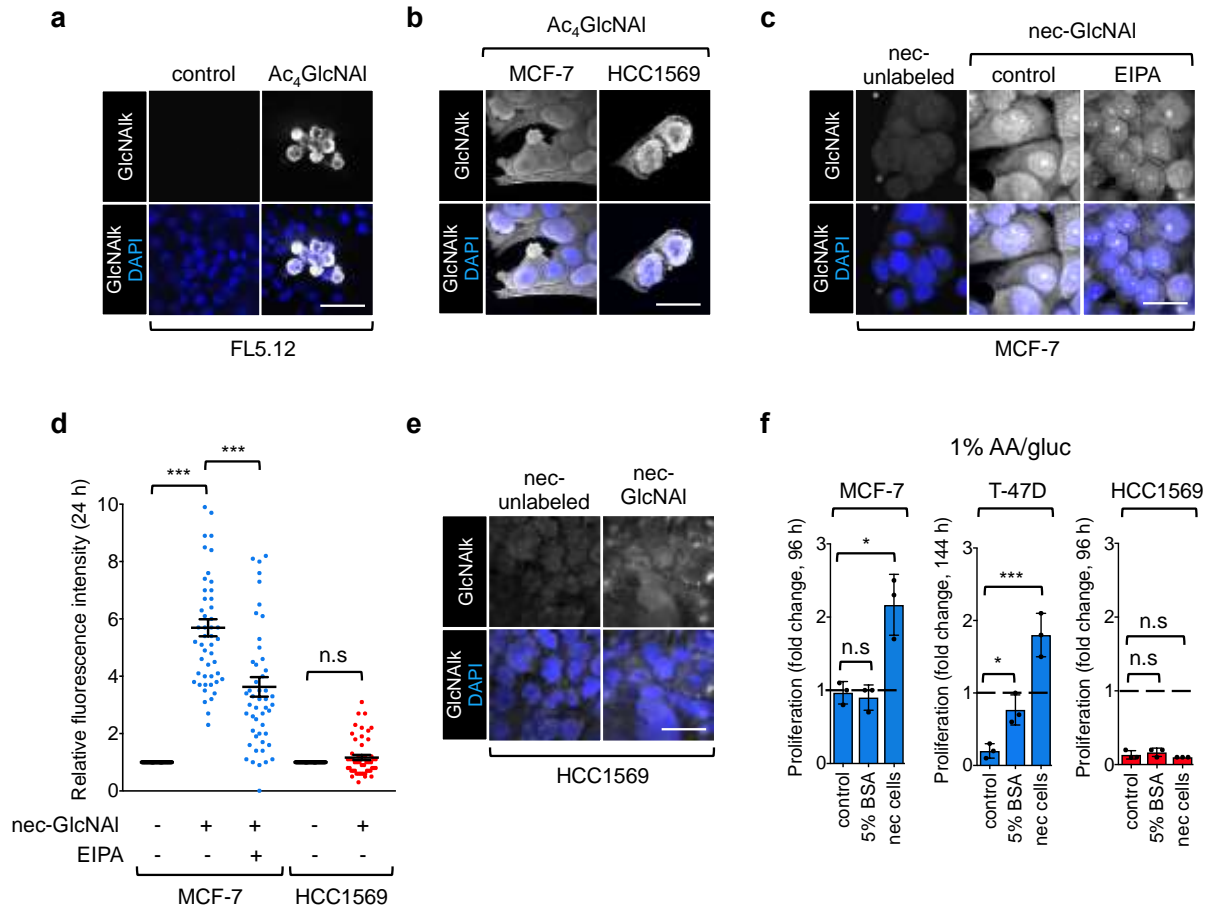 a
control
Ac₄GlcNAl
GlcNAlk
GlcNAlk
DAPI
FL5.12
b
Ac₄GlcNAl
MCF-7
HCC1569
GlcNAlk
GlcNAlk
DAPI
c
nec-GlcNAl
nec-
unlabeled
control
EIPA
GlcNAlk
GlcNAlk
DAPI
MCF-7
d
Relative fluorescence intensity (24 h)
10
8
6
4
2
0
***
***
n.s
nec-GlcNAl
- + + - +
EIPA
- - + - -
MCF-7
HCC1569
e
nec-
unlabeled
nec-
GlcNAl
GlcNAlk
GlcNAlk
DAPI
HCC1569
f
1% AA/gluc
MCF-7
Proliferation (fold change, 96 h)
3
2
1
0
*
n.s
control
5% BSA
nec cells
T-47D
Proliferation (fold change, 144 h)
3
2
1
0
***
*
control
5% BSA
nec cells
HCC1569
Proliferation (fold change, 96 h)
3
2
1
0
n.s
n.s
control
5% BSA
nec cells